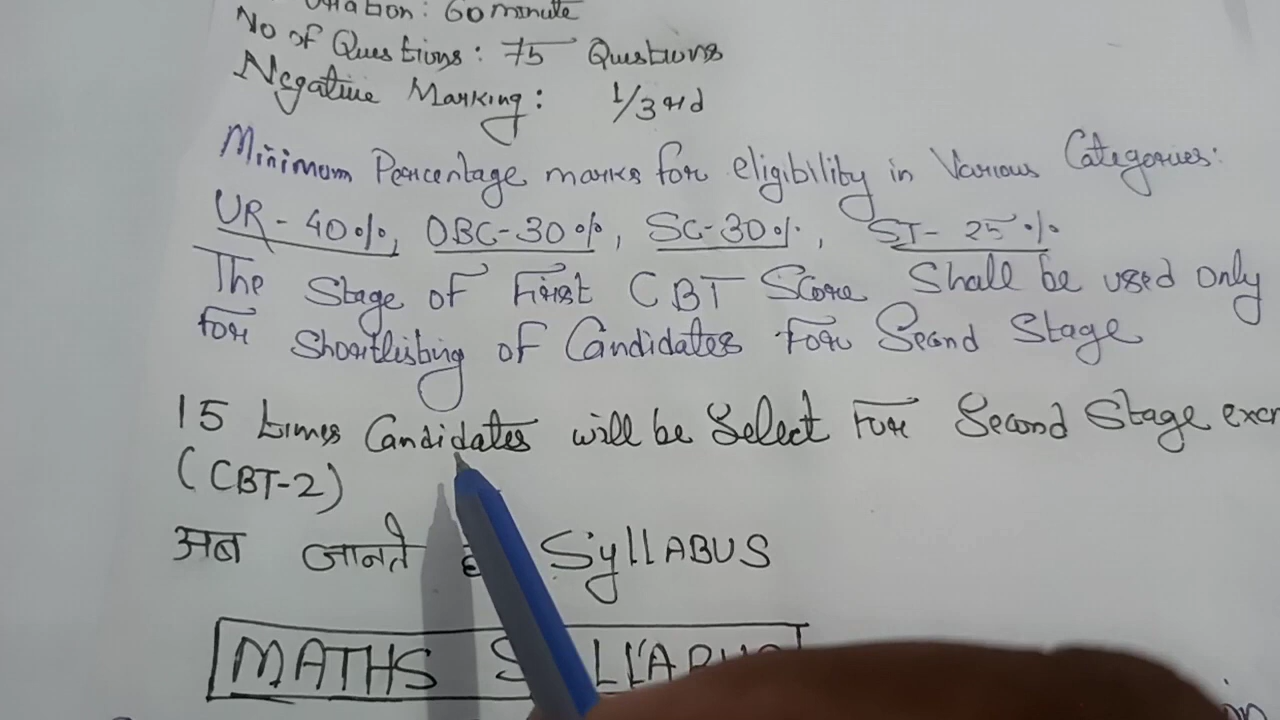 Duration: 60 minute
No of Questions: 75 Questions
Negative Marking: 1/3rd
Minimum Percentage marks for eligibility in Various Categories:
UR-40%, OBC-30%, SC-30%, ST-25%
The Stage of First CBT Score Shall be used Only
For Shortlisting of Candidates For Second Stage
15 times Candidates will be Select For Second Stage
(CBT-2)
अब जानते SyllABUS
MATHS